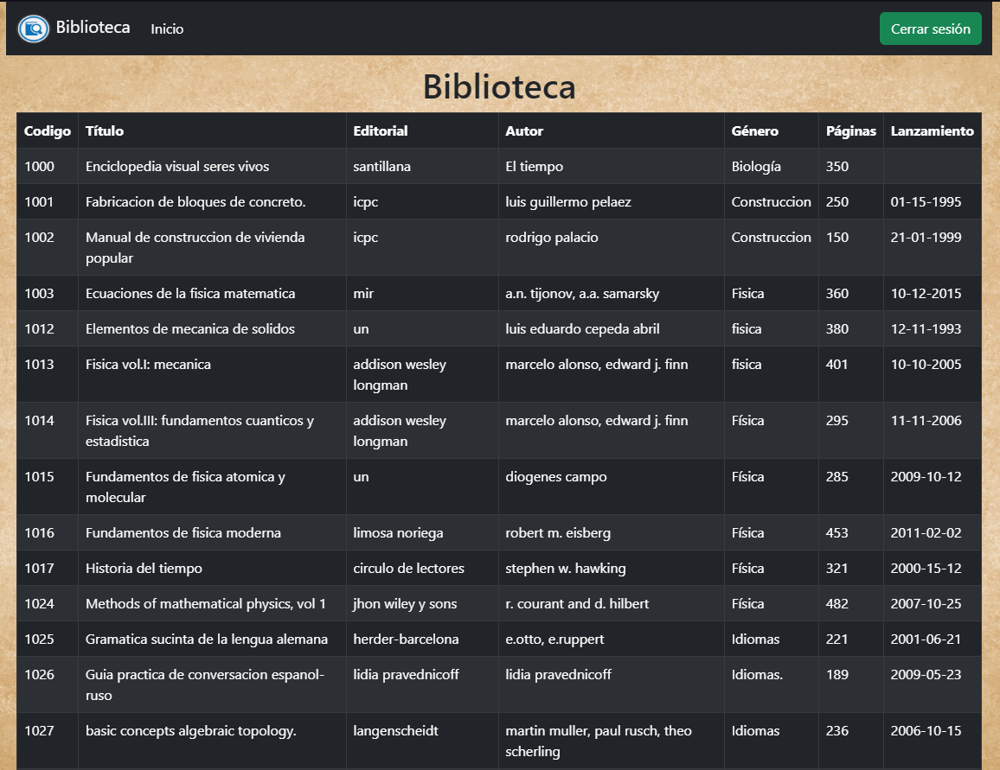 Biblioteca Inicio Cerrar sesión
Biblioteca
Codigo Título Editorial Autor Género Páginas Lanzamiento
1000 Enciclopedia visual seres vivos santillana El tiempo Biología 350
1001 Fabricacion de bloques de concreto. icpc luis guillermo pelaez Construccion 250 01-15-1995
1002 Manual de construccion de vivienda icpc rodrigo palacio Construccion 150 21-01-1999
popular
1003 Ecuaciones de la fisica matematica mir a.n. tijonov, a.a. samarsky Fisica 360 10-12-2015
1012 Elementos de mecanica de solidos un luis eduardo cepeda abril fisica 380 12-11-1993
1013 Fisica vol.I: mecanica addison wesley marcelo alonso, edward j. finn fisica 401 10-10-2005
longman
1014 Fisica vol.III: fundamentos cuanticos y addison wesley marcelo alonso, edward j. finn Física 295 11-11-2006
estadistica longman
1015 Fundamentos de fisica atomica y un diogenes campo Física 285 2009-10-12
molecular
1016 Fundamentos de fisica moderna limosa noriega robert m. eisberg Física 453 2011-02-02
1017 Historia del tiempo circulo de lectores stephen w. hawking Física 321 2000-15-12
1024 Methods of mathematical physics, vol 1 jhon wiley y sons r. courant and d. hilbert Física 482 2007-10-25
1025 Gramatica sucinta de la lengua alemana herder-barcelona e.otto, e.ruppert Idiomas 221 2001-06-21
1026 Guia practica de conversacion espanol- lidia pravednicoff lidia pravednicoff Idiomas. 189 2009-05-23
ruso
1027 basic concepts algebraic topology. langenscheidt martin muller, paul rusch, theo Idiomas 236 2006-10-15
scherling